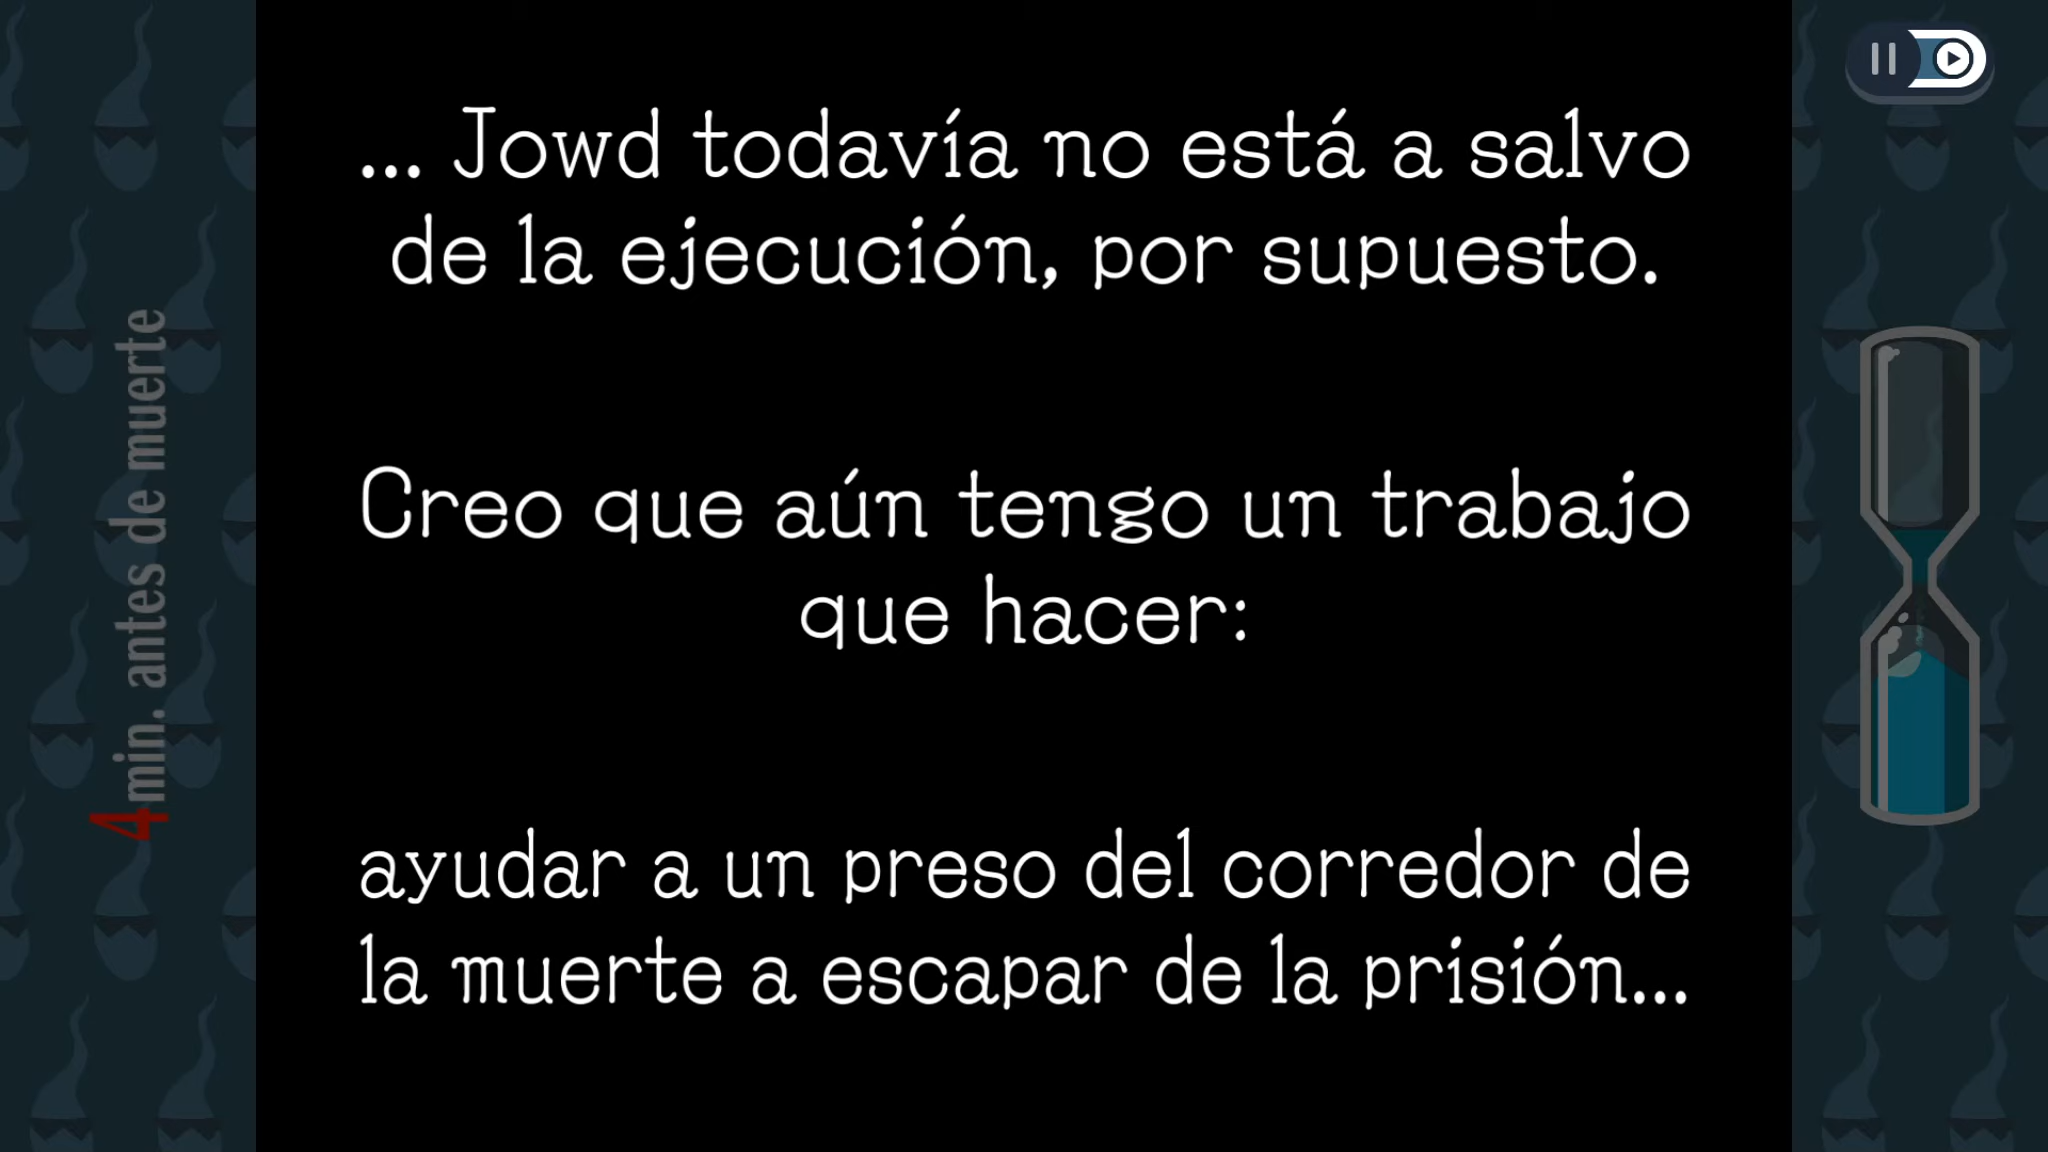 ... Jowd todavía no está a salvo
de la ejecución, por supuesto.
Creo que aún tengo un trabajo
que hacer:
ayudar a un preso del corredor de
la muerte a escapar de la prisión...
4 min. antes de muerte